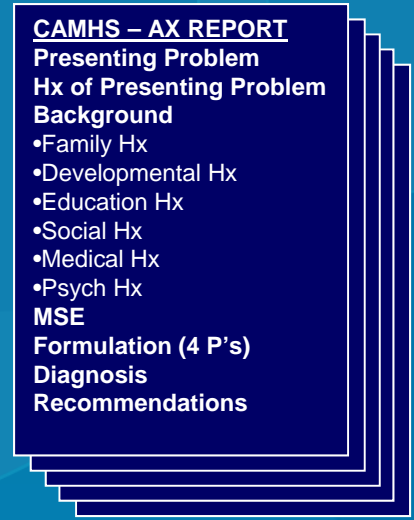 CAMHS – AX REPORT
Presenting Problem
Hx of Presenting Problem
Background
•Family Hx
•Developmental Hx
•Education Hx
•Social Hx
•Medical Hx
•Psych Hx
MSE
Formulation (4 P's)
Diagnosis
Recommendations